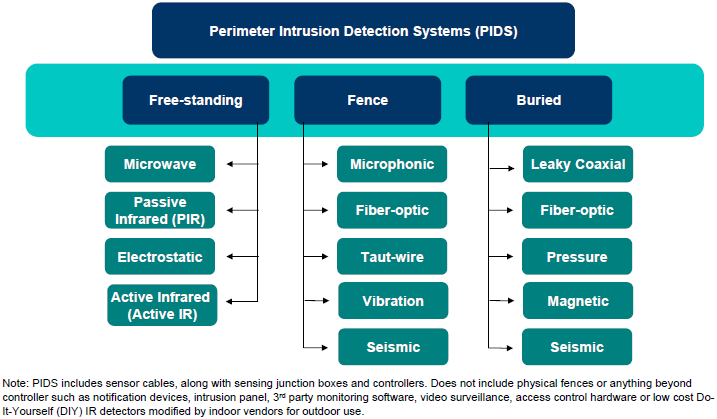 Perimeter Intrusion Detection Systems (PIDS)
Free-standing
Fence
Buried
Microwave
Passive
Infrared (PIR)
Electrostatic
Active Infrared
(Active IR)
Microphonic
Fiber-optic
Taut-wire
Vibration
Seismic
Leaky Coaxial
Fiber-optic
Pressure
Magnetic
Seismic
Note: PIDS includes sensor cables, along with sensing junction boxes and controllers. Does not include physical fences or anything beyond
controller such as notification devices, intrusion panel, 3rd party monitoring software, video surveillance, access control hardware or low cost Do-
It-Yourself (DIY) IR detectors modified by indoor vendors for outdoor use.